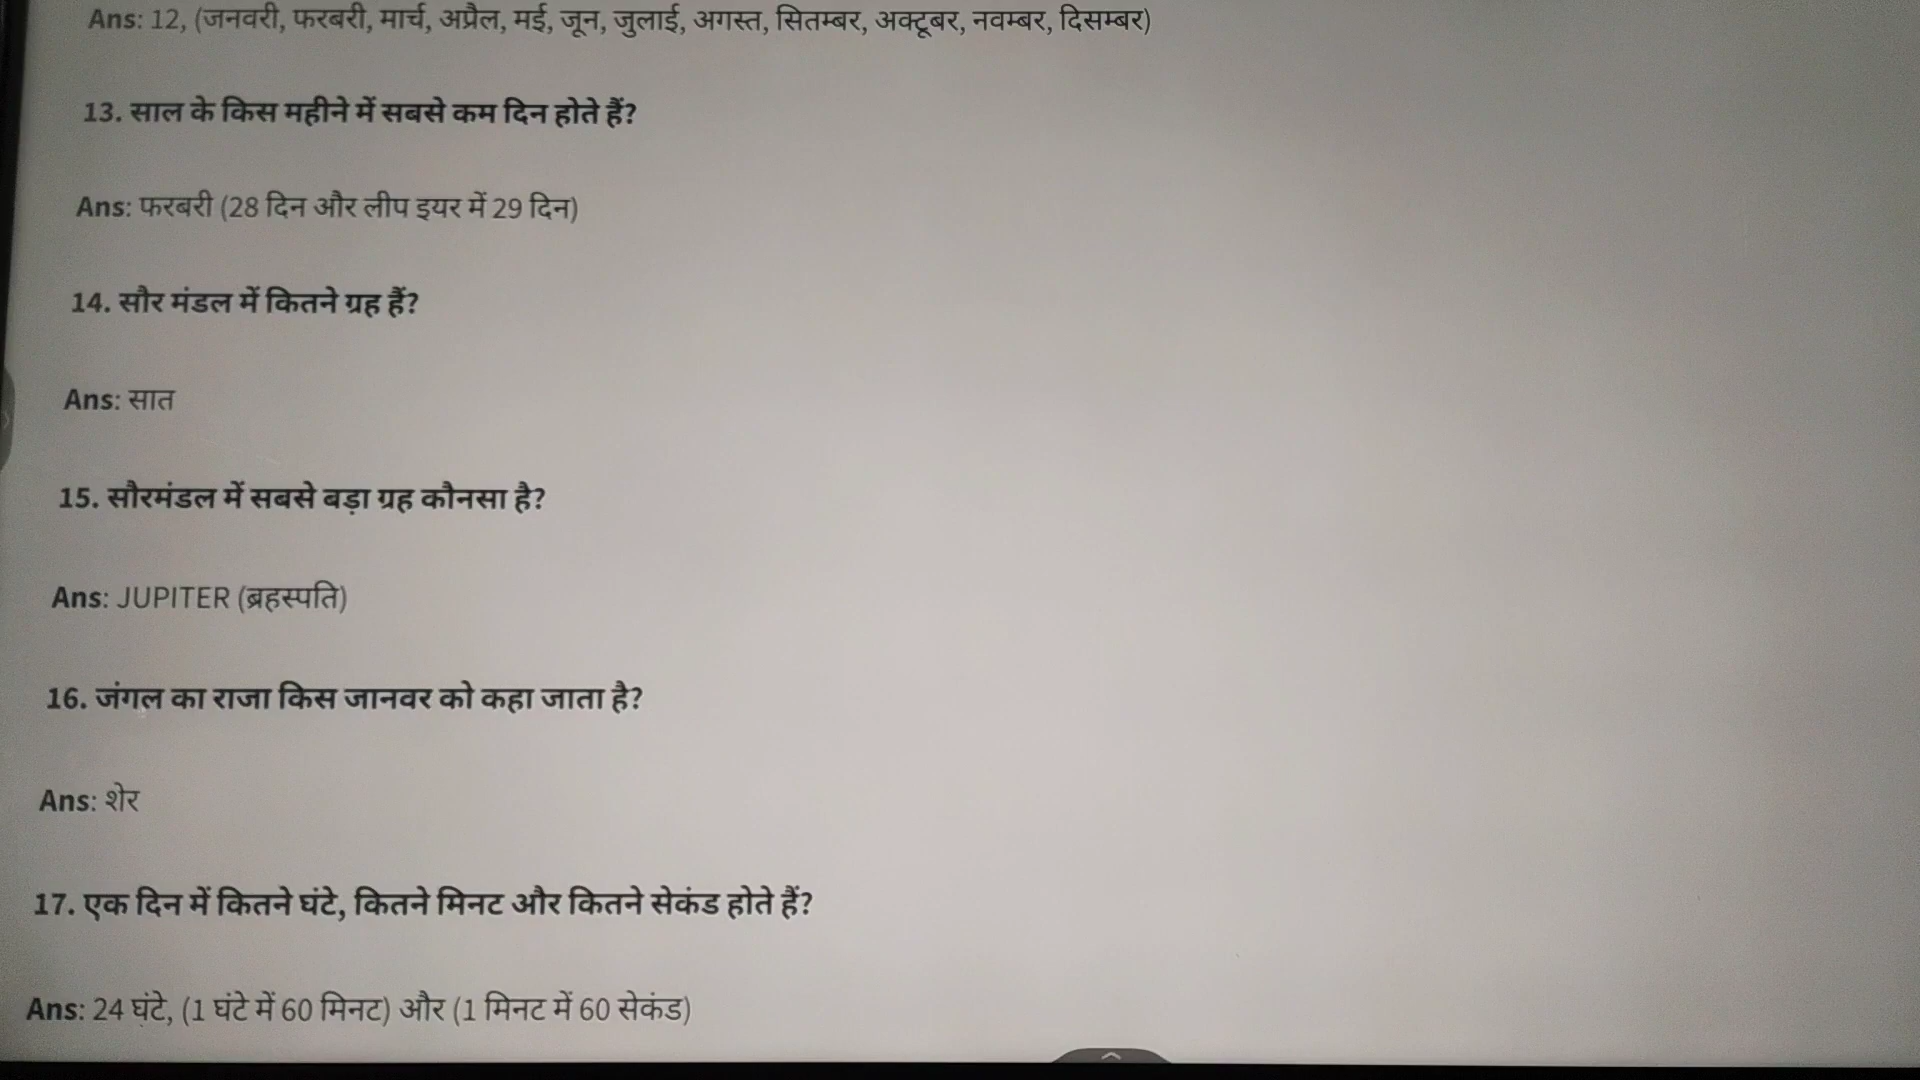 Ans: 12, (जनवरी, फरबरी, मार्च, अप्रैल, मई, जून, जुलाई, अगस्त, सितम्बर, अक्टूबर, नवम्बर, दिसम्बर)
13. साल के किस महीने में सबसे कम दिन होते हैं?
Ans: फरबरी (28 दिन और लीप इयर में 29 दिन)
14. सौर मंडल में कितने ग्रह हैं?
Ans: सात
15. सौरमंडल में सबसे बड़ा ग्रह कौनसा है?
Ans: JUPITER (ब्रहस्पति)
16. जंगल का राजा किस जानवर को कहा जाता है?
Ans: शेर
17. एक दिन में कितने घंटे, कितने मिनट और कितने सेकंड होते हैं?
Ans: 24 घंटे, (1 घंटे में 60 मिनट) और (1 मिनट में 60 सेकंड)